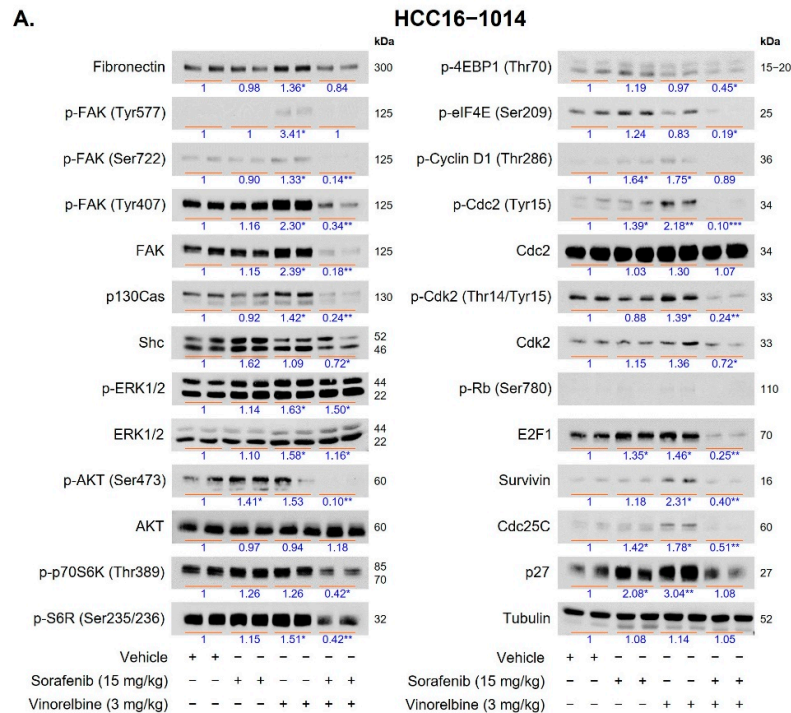 A.
HCC16−1014
kDa
Fibronectin 300
1 0.98 1.36* 0.84
p-FAK (Tyr577) 125
1 1 3.41* 1
p-FAK (Ser722) 125
1 0.90 1.33* 0.14**
p-FAK (Tyr407) 125
1 1.16 2.30* 0.34**
FAK 125
1 1.15 2.39* 0.18**
p130Cas 130
1 0.92 1.42* 0.24**
Shc 52
46
1 1.62 1.09 0.72*
p-ERK1/2 44
22
1 1.14 1.63* 1.50*
ERK1/2 44
22
1 1.10 1.58* 1.16*
p-AKT (Ser473) 60
1 1.41* 1.53 0.10**
AKT 60
1 0.97 0.94 1.18
p-p70S6K (Thr389) 85
70
1 1.26 1.26 0.42*
p-S6R (Ser235/236) 32
1 1.15 1.51* 0.42**
Vehicle + + − − − − − −
Sorafenib (15 mg/kg) − − + + − − + +
Vinorelbine (3 mg/kg) − − − − + + + +
kDa
p-4EBP1 (Thr70) 15−20
1 1.19 0.97 0.45*
p-eIF4E (Ser209) 25
1 1.24 0.83 0.19*
p-Cyclin D1 (Thr286) 36
1 1.64* 1.75* 0.89
p-Cdc2 (Tyr15) 34
1 1.39* 2.18** 0.10***
Cdc2 34
1 1.03 1.30 1.07
p-Cdk2 (Thr14/Tyr15) 33
1 0.88 1.39* 0.24**
Cdk2 33
1 1.15 1.36 0.72*
p-Rb (Ser780) 110
E2F1 70
1 1.35* 1.46* 0.25**
Survivin 16
1 1.18 2.31* 0.40**
Cdc25C 60
1 1.42* 1.78* 0.51**
p27 27
1 2.08* 3.04** 1.08
Tubulin 52
1 1.08 1.14 1.05
Vehicle + + − − − − − −
Sorafenib (15 mg/kg) − − + + − − + +
Vinorelbine (3 mg/kg) − − − − + + + +